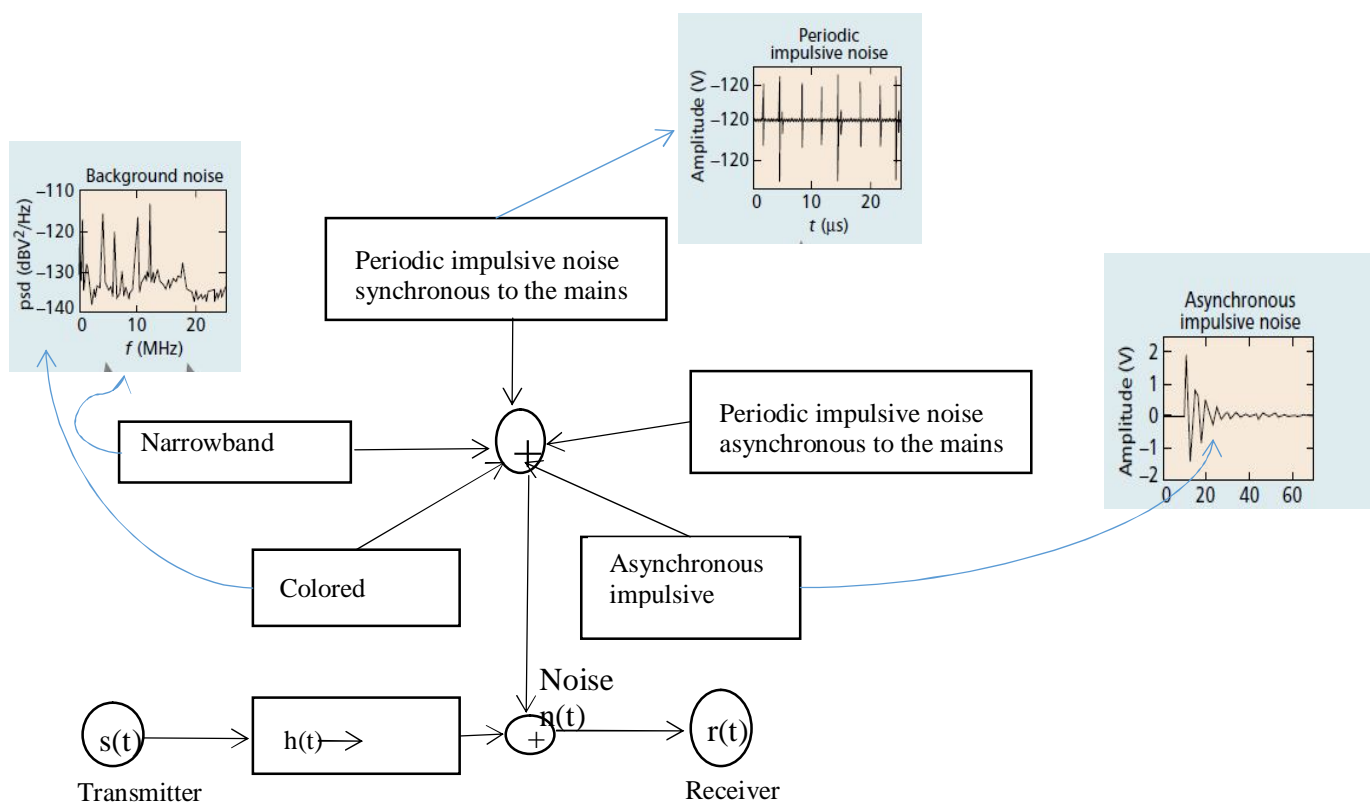 Periodic
impulsive noise
Amplitude (V)
−120
−120
−120
0 10 20
t (µs)
Background noise
psd (dBV²/Hz)
−110
−120
−130
−140
0 10 20
f (MHz)
Periodic impulsive noise
synchronous to the mains
Asynchronous
impulsive noise
Amplitude (V)
2
1
0
−1
−2
0 20 40 60
Narrowband
+
Periodic impulsive noise
asynchronous to the mains
Colored
Asynchronous
impulsive
Noise
n(t)
s(t)
h(t)
+
r(t)
Transmitter
Receiver